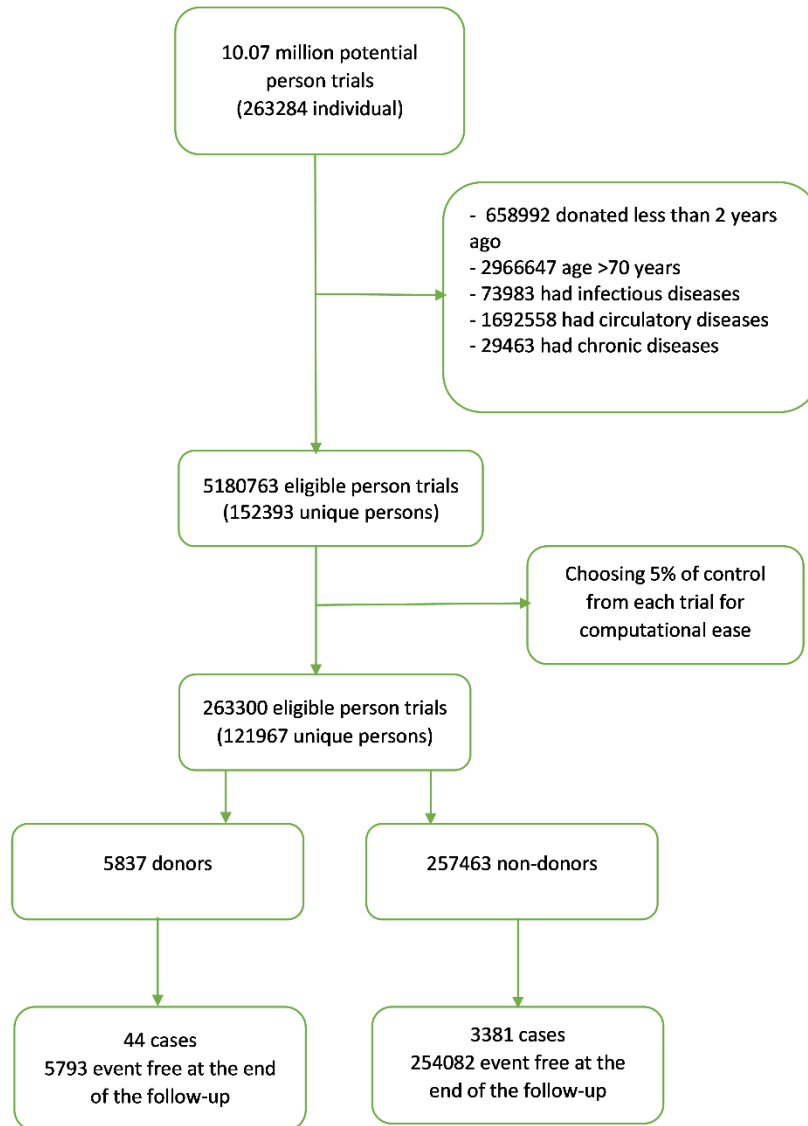 10.07 million potential
person trials
(263284 individual)
- 658992 donated less than 2 years
ago
- 2966647 age >70 years
- 73983 had infectious diseases
- 1692558 had circulatory diseases
- 29463 had chronic diseases
5180763 eligible person trials
(152393 unique persons)
Choosing 5% of control
from each trial for
computational ease
263300 eligible person trials
(121967 unique persons)
5837 donors
257463 non-donors
44 cases
5793 event free at the end
of the follow-up
3381 cases
254082 event free at the
end of the follow-up